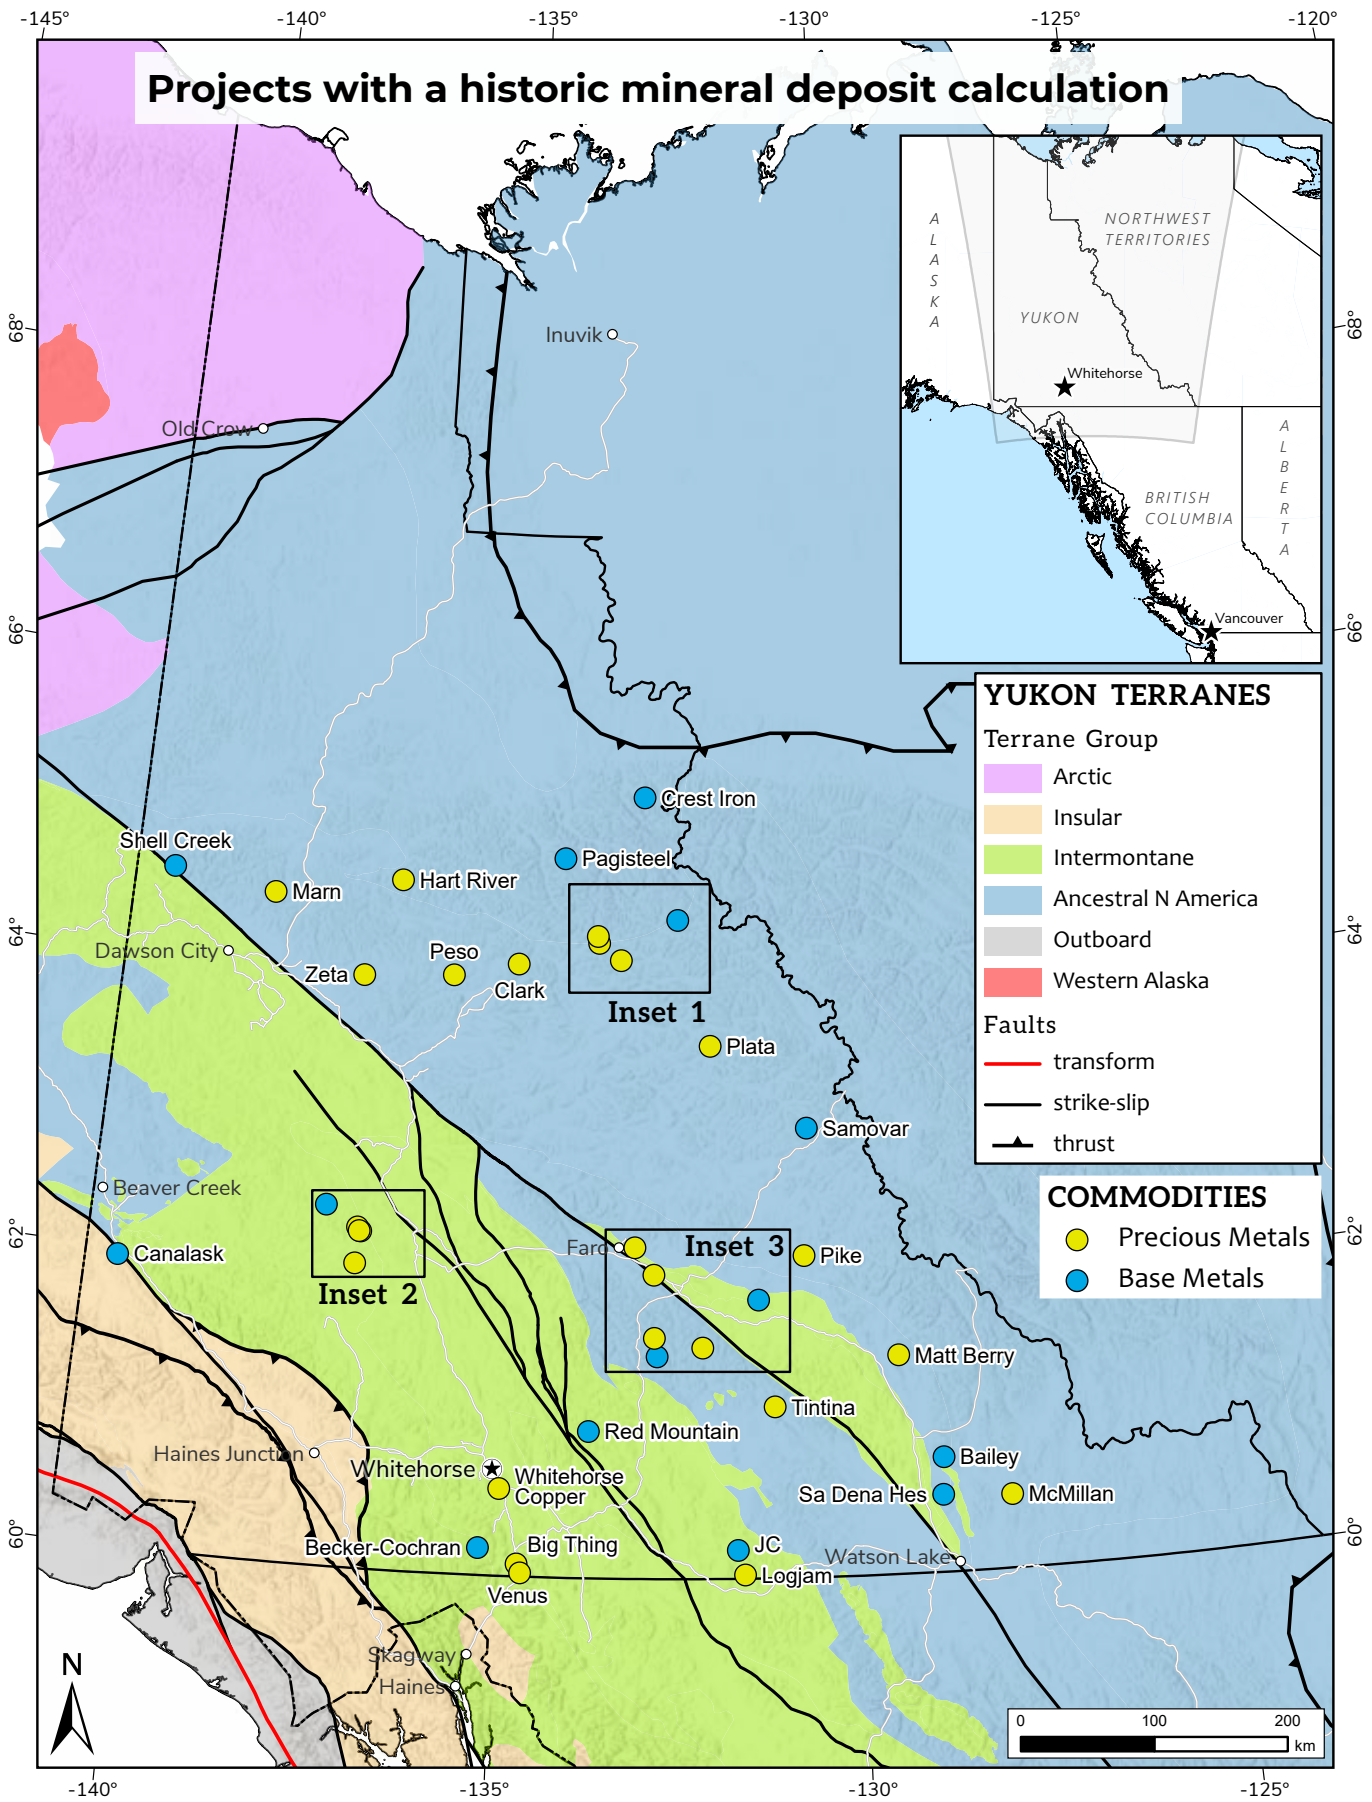 -145°
-140°
-135°
-130°
-125°
-120°
Projects with a historic mineral deposit calculation
ALASKA
NORTHWEST
TERRITORIES
YUKON
Whitehorse
ALBERTA
BRITISH
COLUMBIA
Vancouver
68°
68°
Inuvik
Old Crow
66°
66°
YUKON TERRANES
Terrane Group
Arctic
Insular
Intermontane
Ancestral N America
Outboard
Western Alaska
Faults
transform
strike-slip
thrust
COMMODITIES
Precious Metals
Base Metals
Crest Iron
Shell Creek
Pagisteel
Marn
Hart River
64°
64°
Dawson City
Peso
Zeta
Clark
Inset 1
Plata
Samovar
Beaver Creek
62°
62°
Canalask
Faro
Inset 3
Pike
Inset 2
Matt Berry
Tintina
Red Mountain
Haines Junction
Whitehorse
Whitehorse
Copper
Bailey
Sa Dena Hes
McMillan
60°
60°
Becker-Cochran
Big Thing
JC
Watson Lake
Logjam
Venus
Skagway
Haines
N
0
100
200
km
-140°
-135°
-130°
-125°